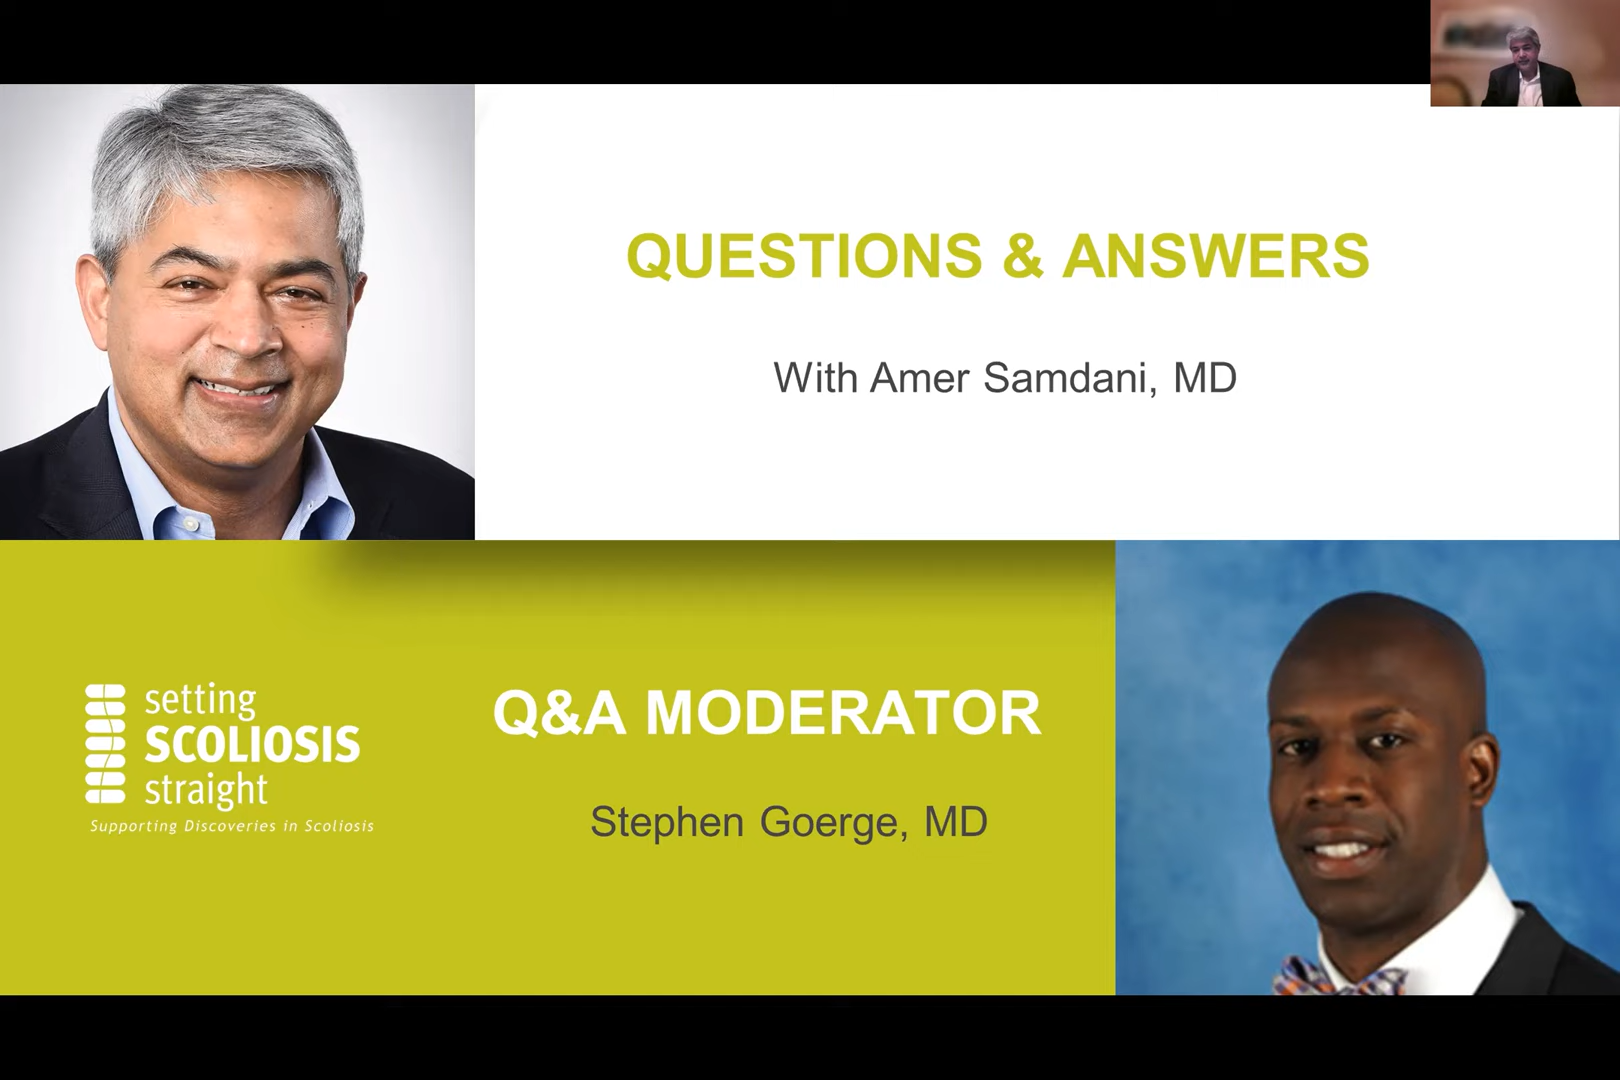 QUESTIONS & ANSWERS
With Amer Samdani, MD
setting
SCOLIOSIS
straight
Supporting Discoveries in Scoliosis
Q&A MODERATOR
Stephen Goerge, MD